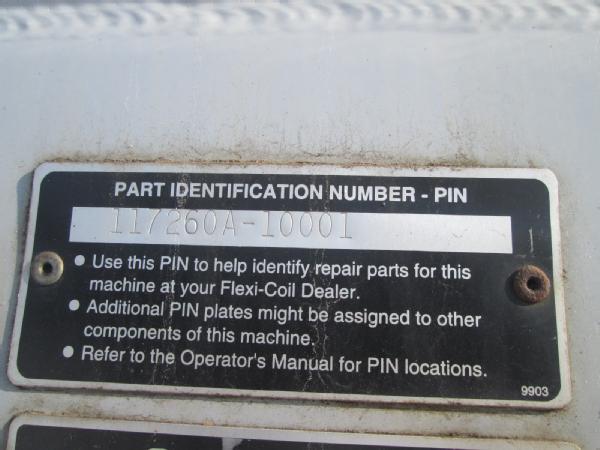 PART IDENTIFICATION NUMBER - PIN
117260A-10001
• Use this PIN to help identify repair parts for this
machine at your Flexi-Coil Dealer.
• Additional PIN plates might be assigned to other
components of this machine.
• Refer to the Operator's Manual for PIN locations.
9903